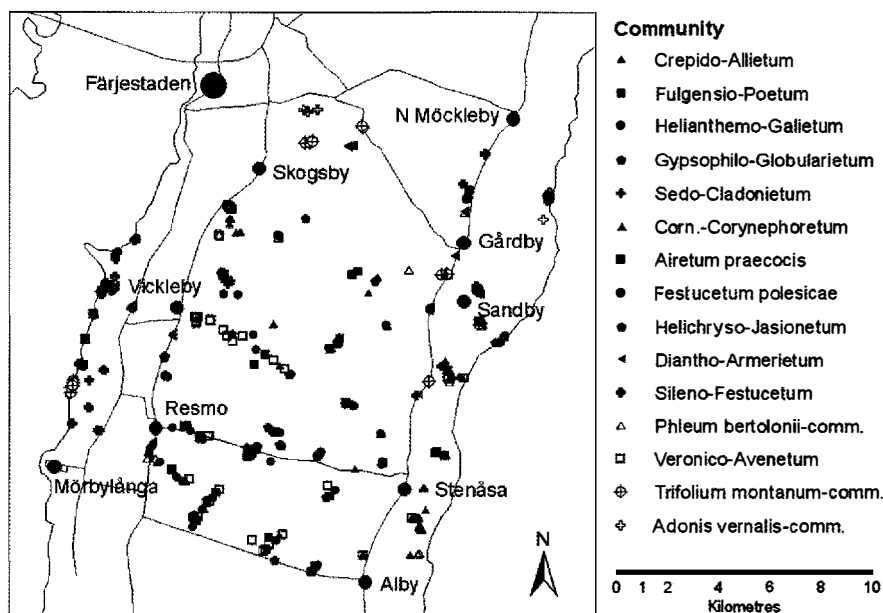 Färjestaden
N Möckleby
Skogsby
Gårdby
Vickleby
Sandby
Resmo
Mörbylånga
Stenåsa
N
Alby
Community
Crepido-Allietum
Fulgensio-Poetum
Helianthemo-Galietum
Gypsophilo-Globularietum
Sedo-Cladonietum
Corn.-Corynephoretum
Airetum praecocis
Festucetum polesicae
Helichryso-Jasionetum
Diantho-Armerietum
Sileno-Festucetum
Phleum bertolonii-comm.
Veronico-Avenetum
Trifolium montanum-comm.
Adonis vernalis-comm.
0 1 2 4 6 8 10
Kilometres